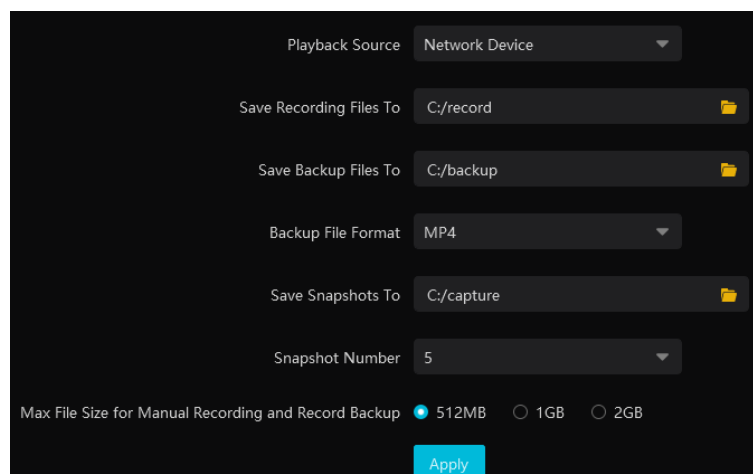 Playback Source Network Device
Save Recording Files To C:/record
Save Backup Files To C:/backup
Backup File Format MP4
Save Snapshots To C:/capture
Snapshot Number 5
Max File Size for Manual Recording and Record Backup 512MB 1GB 2GB
Apply